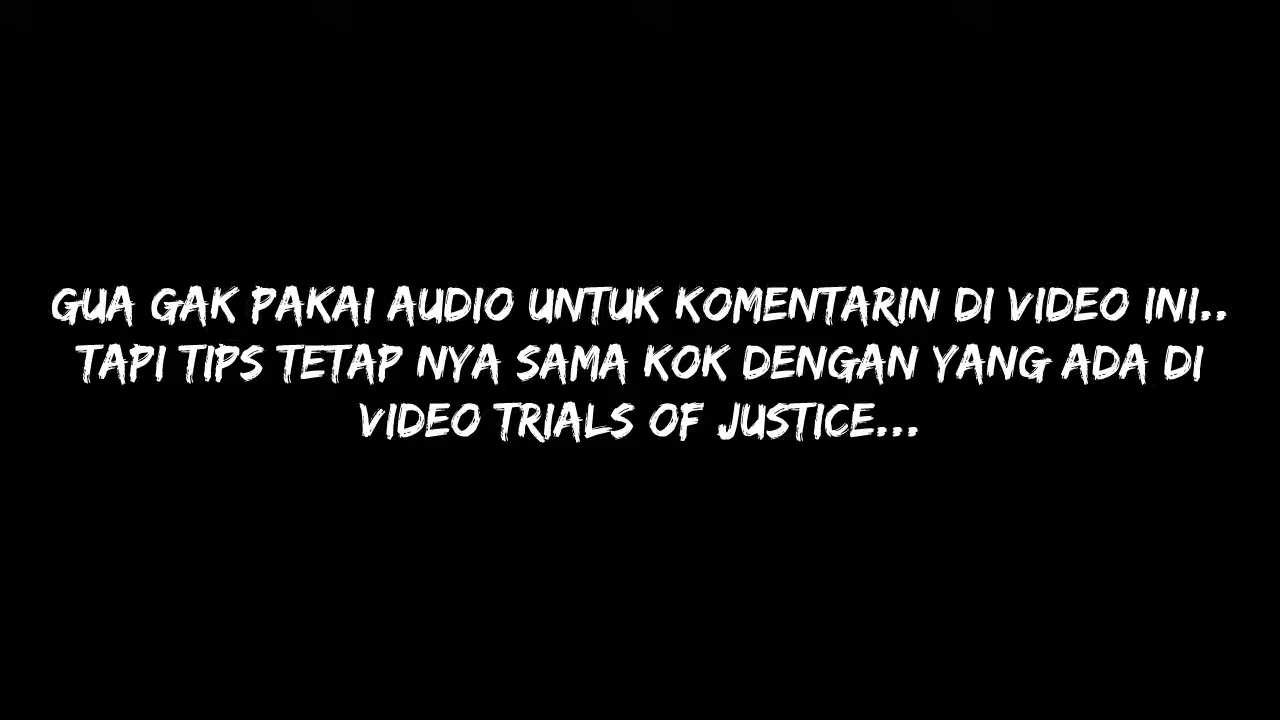 GUA GAK PAKAI AUDIO UNTUK KOMENTARIN DI VIDEO INI..
TAPI TIPS TETAP NYA SAMA KOK DENGAN YANG ADA DI
VIDEO TRIALS OF JUSTICE...